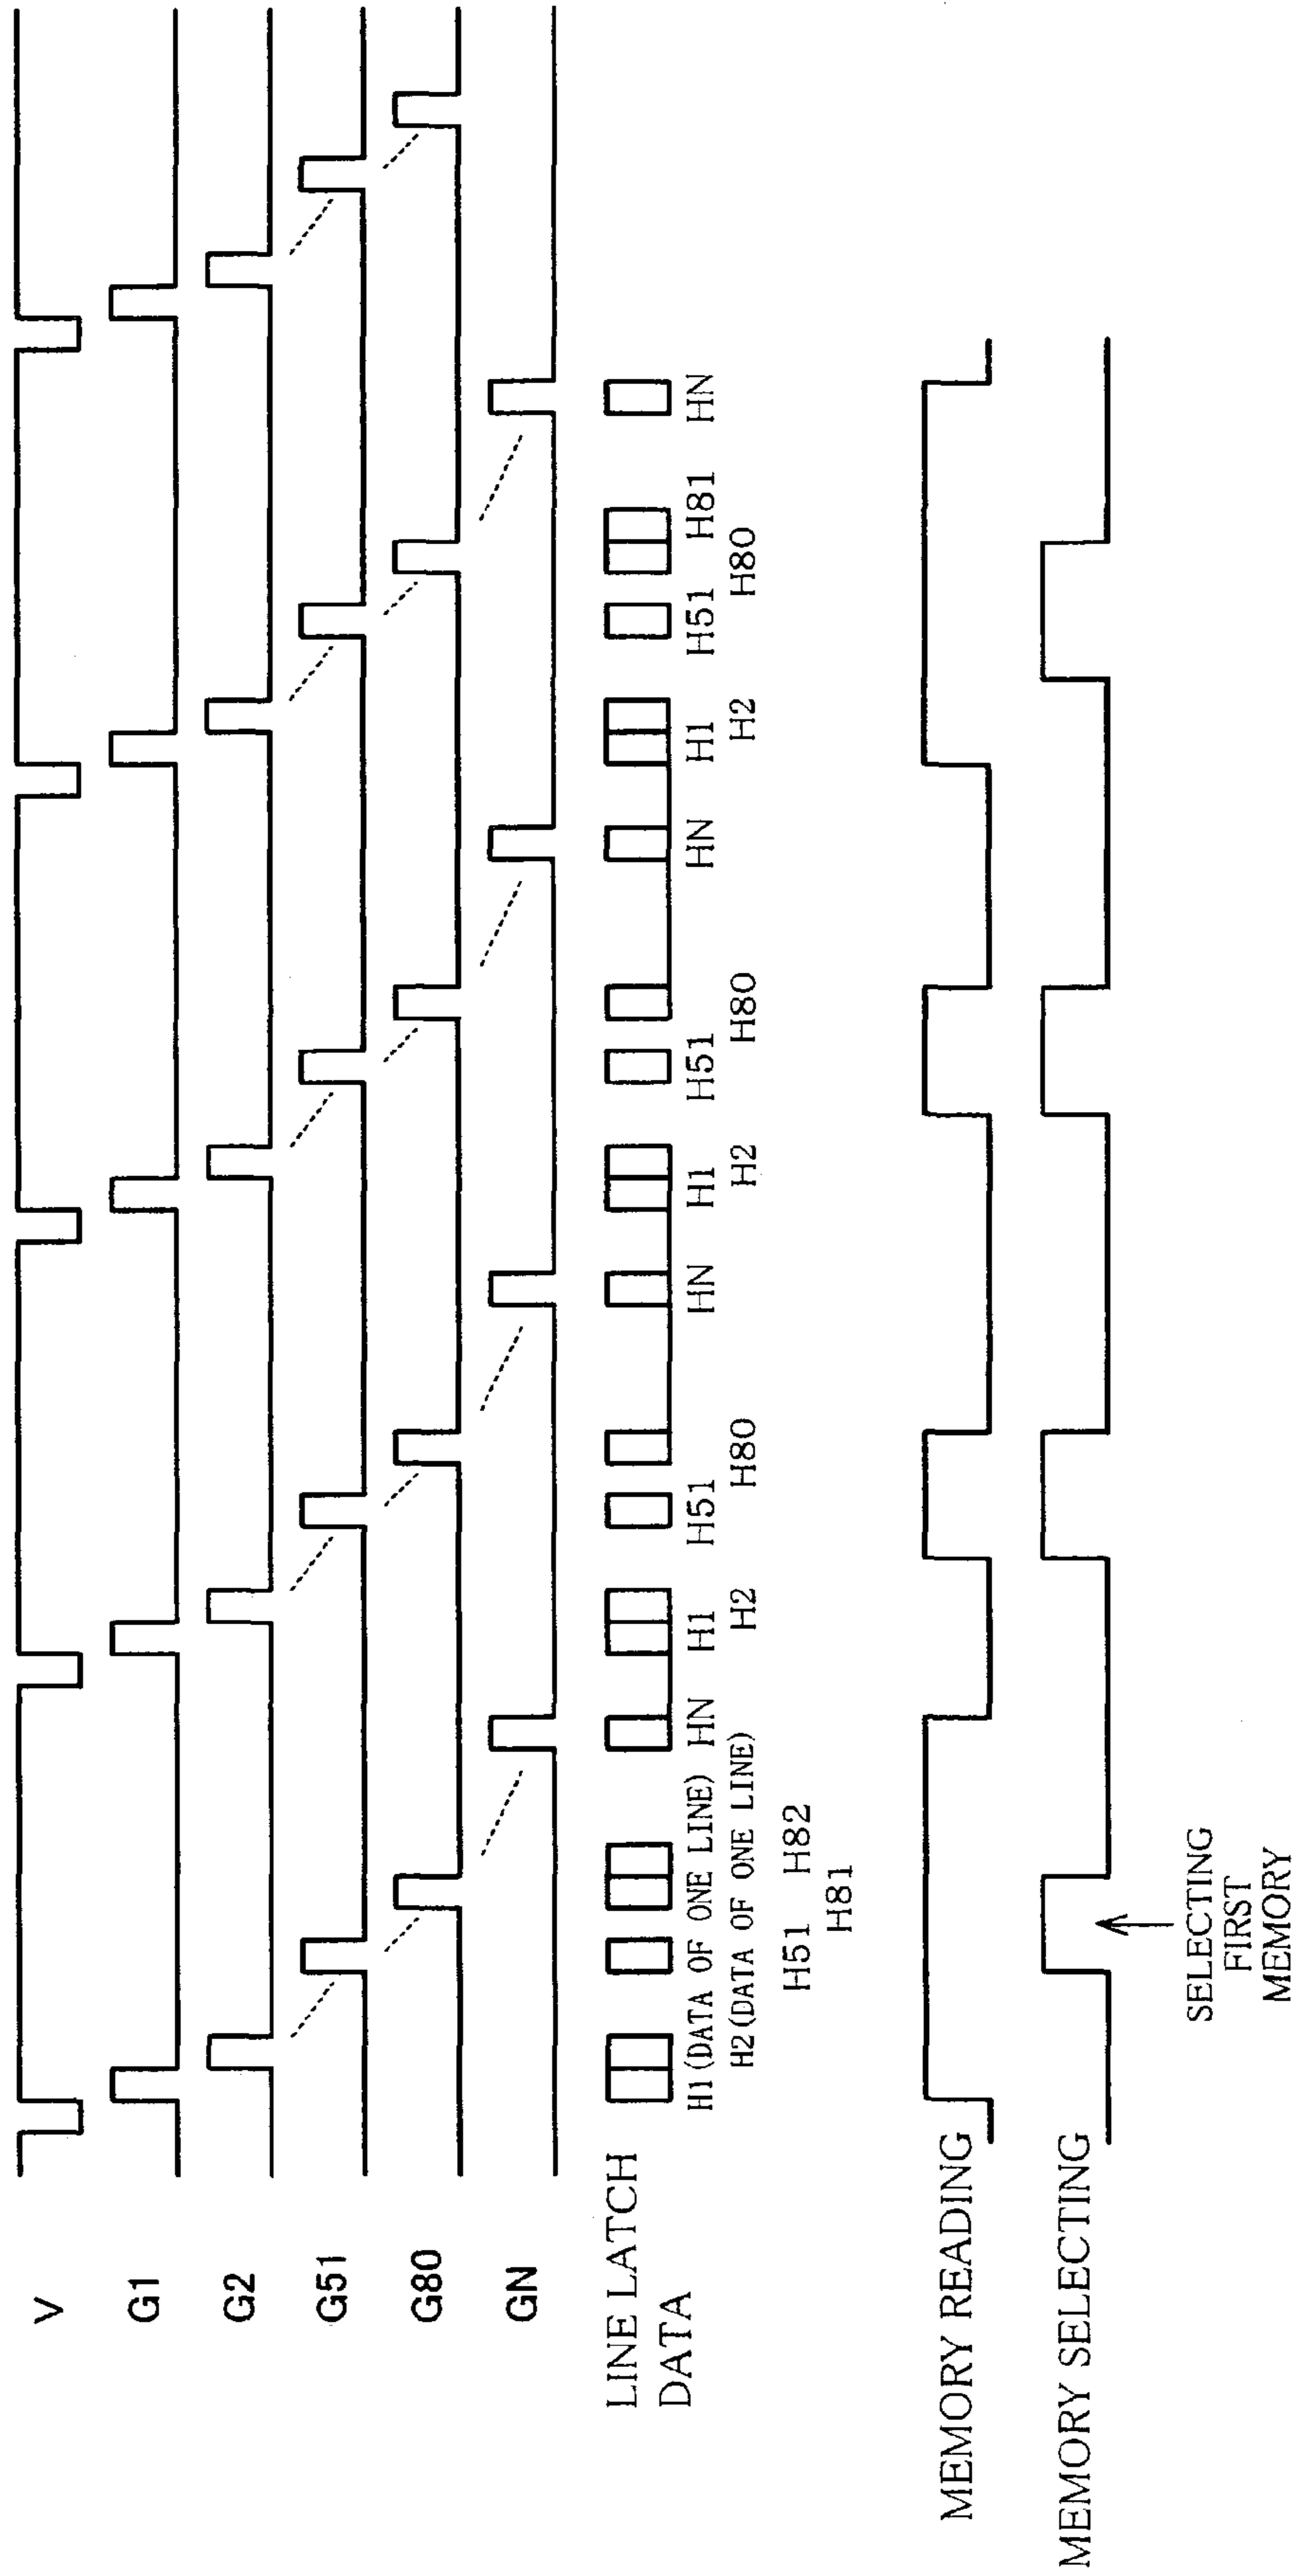 V
G1
G2
G51
G80
GN
LINE LATCH
DATA
H1(DATA OF ONE LINE) HN H1 H51 HN H1 H51 HN H1 H51 H81 HN
H2(DATA OF ONE LINE) H2 H80 H2 H80 H2 H80
H51 H82
H81
MEMORY READING
MEMORY SELECTING
SELECTING
FIRST
MEMORY